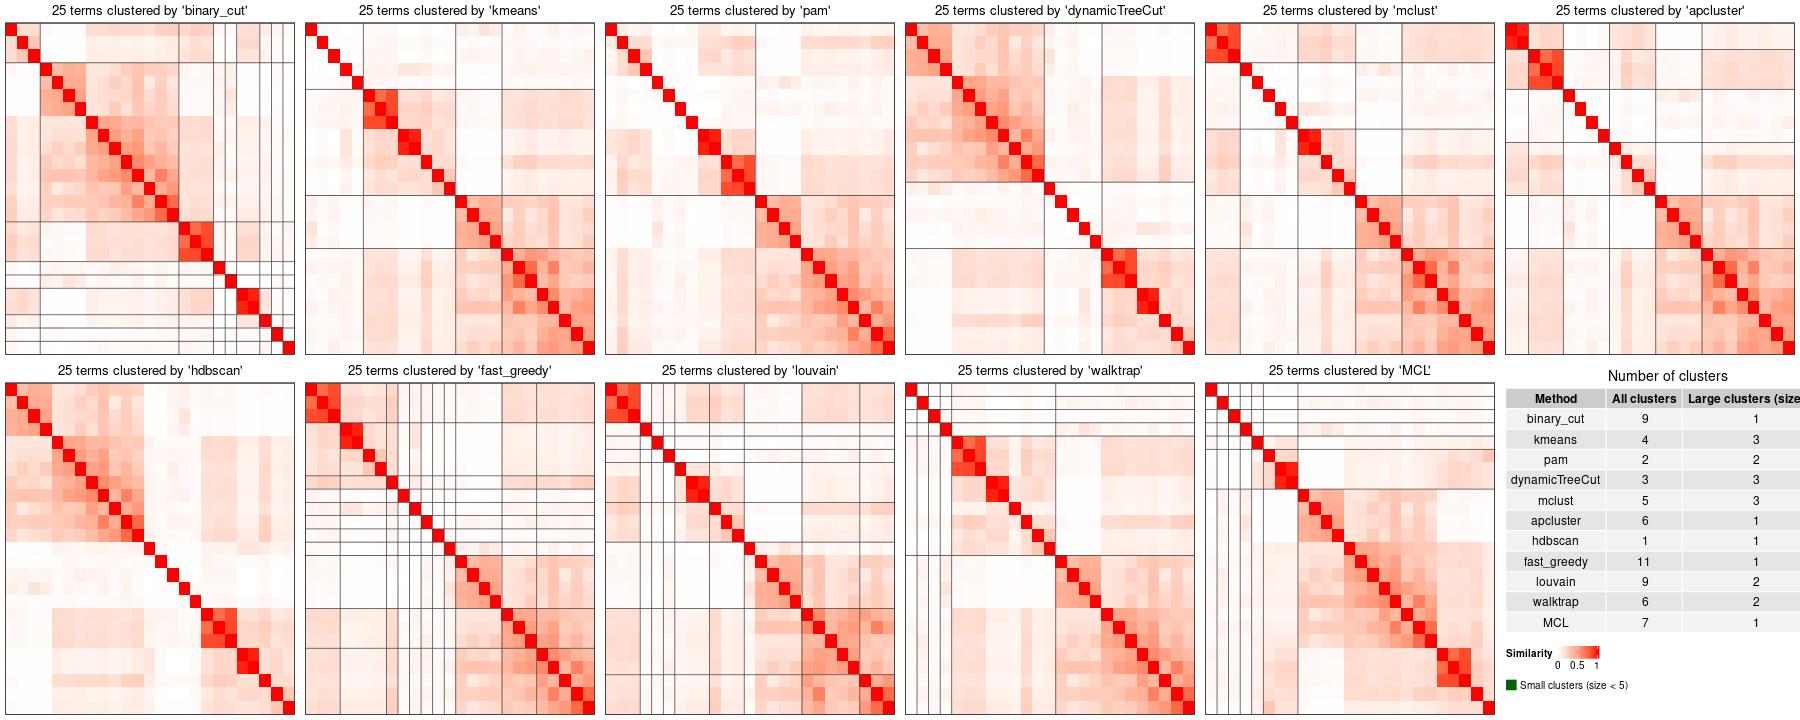 25 terms clustered by 'binary_cut'
25 terms clustered by 'kmeans'
25 terms clustered by 'pam'
25 terms clustered by 'dynamicTreeCut'
25 terms clustered by 'mclust'
25 terms clustered by 'apcluster'
25 terms clustered by 'hdbscan'
25 terms clustered by 'fast_greedy'
25 terms clustered by 'louvain'
25 terms clustered by 'walktrap'
25 terms clustered by 'MCL'
Number of clusters
Method All clusters Large clusters (size
binary_cut 9 1
kmeans 4 3
pam 2 2
dynamicTreeCut 3 3
mclust 5 3
apcluster 6 1
hdbscan 1 1
fast_greedy 11 1
louvain 9 2
walktrap 6 2
MCL 7 1
Similarity
0 0.5 1
Small clusters (size < 5)